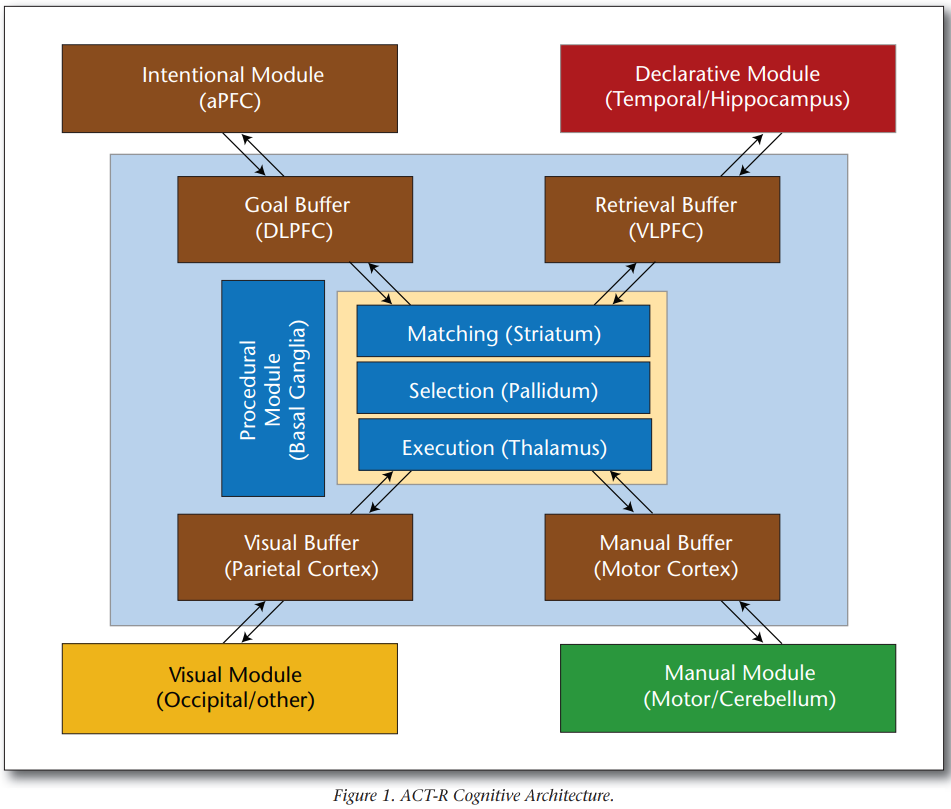 Intentional Module
(aPFC)
Declarative Module
(Temporal/Hippocampus)
Goal Buffer
(DLPFC)
Retrieval Buffer
(VLPFC)
Procedural
Module
(Basal Ganglia)
Matching (Striatum)
Selection (Pallidum)
Execution (Thalamus)
Visual Buffer
(Parietal Cortex)
Manual Buffer
(Motor Cortex)
Visual Module
(Occipital/other)
Manual Module
(Motor/Cerebellum)
Figure 1. ACT-R Cognitive Architecture.